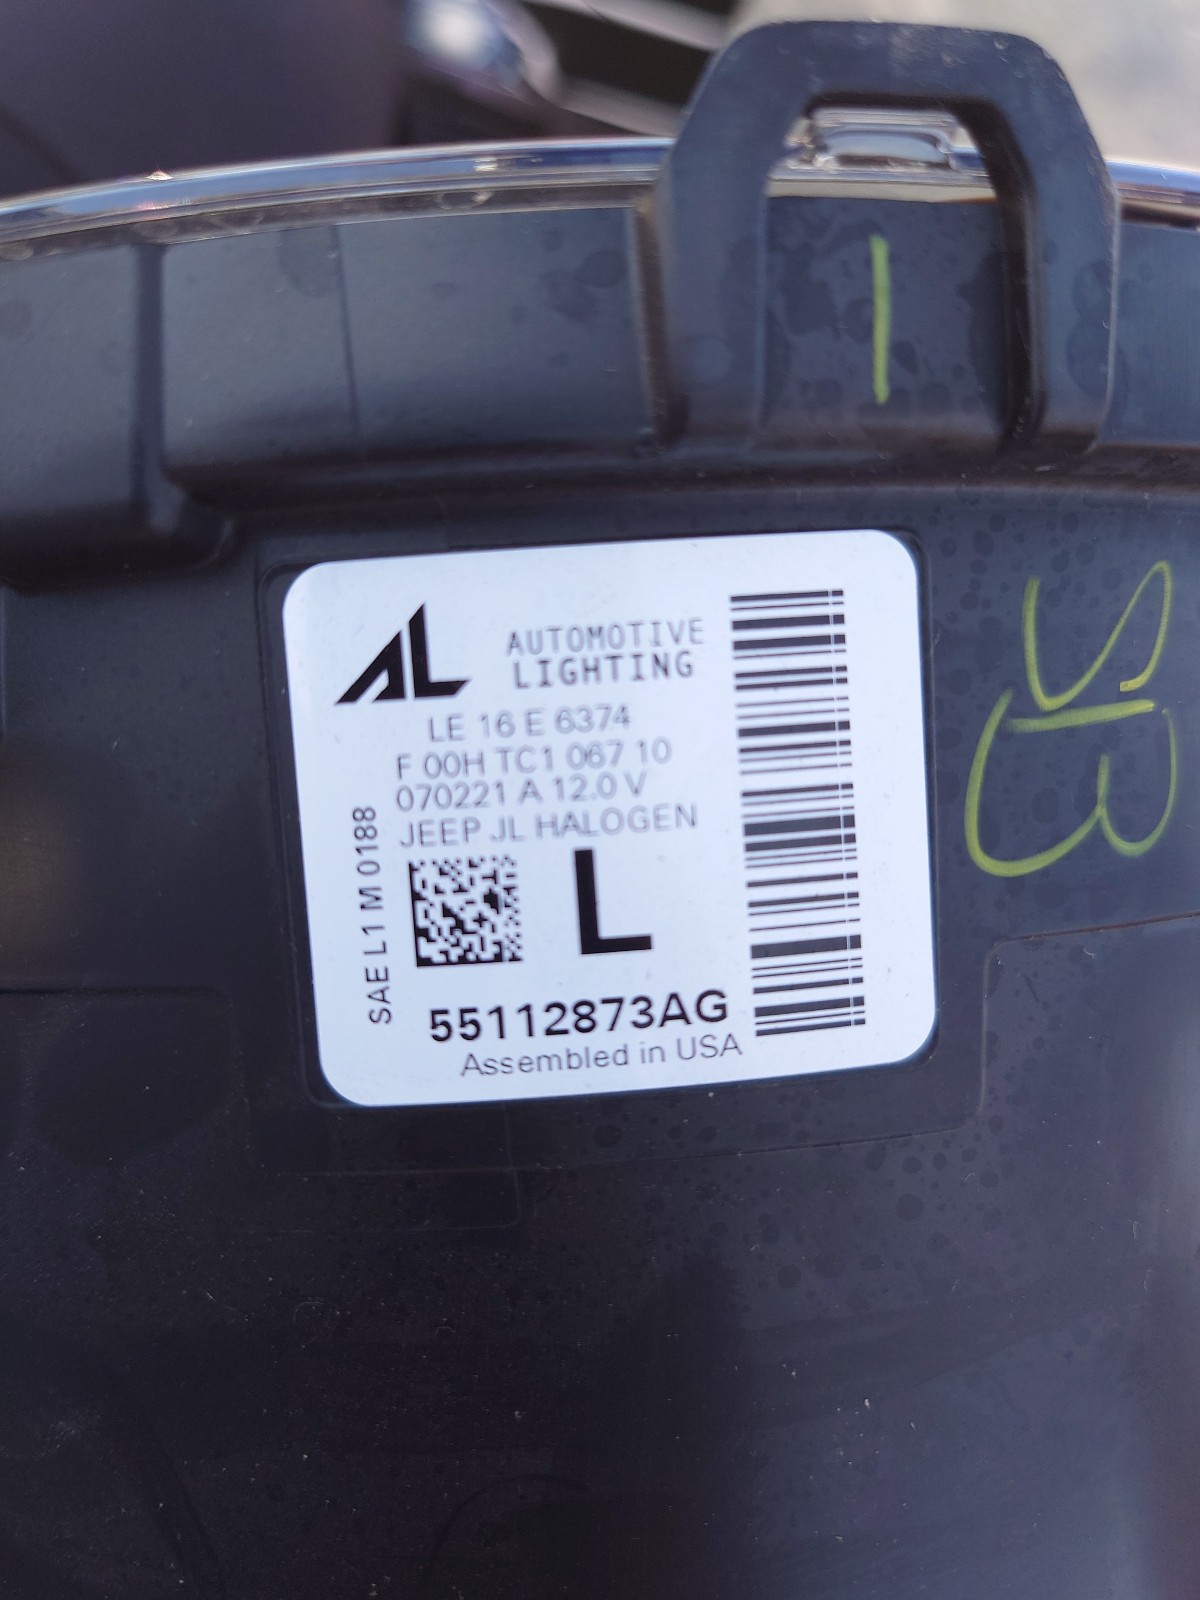 AL AUTOMOTIVE
LIGHTING
LE 16 E 6374
F 00H TC1 067 10
070221 A 12.0 V
JEEP JL HALOGEN
SAE L1 M 0188
L
55112873AG
Assembled in USA